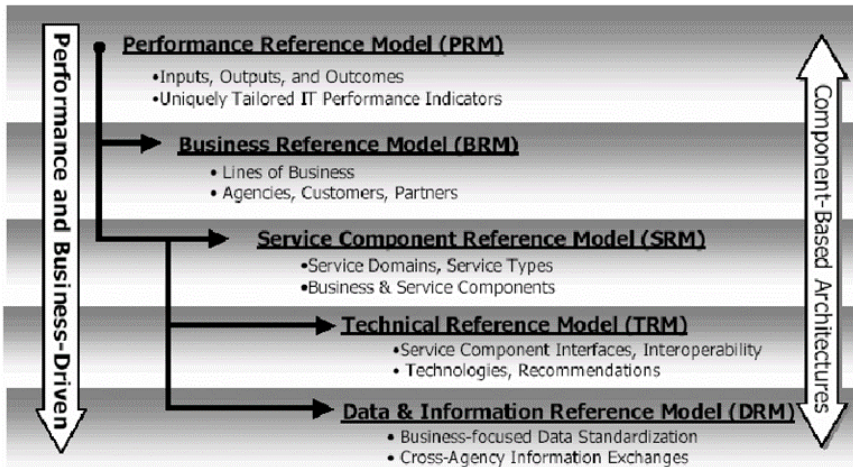 Performance and Business-Driven
Performance Reference Model (PRM)
•Inputs, Outputs, and Outcomes
•Uniquely Tailored IT Performance Indicators
Business Reference Model (BRM)
• Lines of Business
• Agencies, Customers, Partners
Service Component Reference Model (SRM)
•Service Domains, Service Types
•Business & Service Components
Technical Reference Model (TRM)
•Service Component Interfaces, Interoperability
• Technologies, Recommendations
Data & Information Reference Model (DRM)
• Business-focused Data Standardization
• Cross-Agency Information Exchanges
Component-Based Architectures